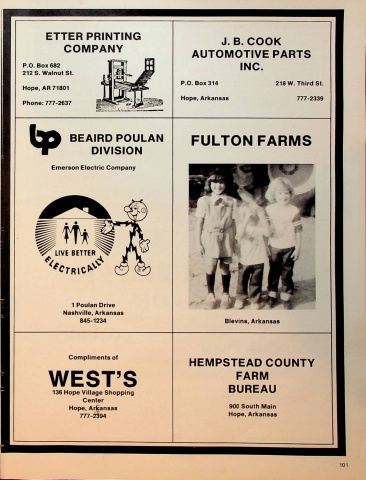 ETTER PRINTING
COMPANY
P.O. Box 682
212 S. Walnut St.
Hope, AR 71801
Phone: 777-2637
J. B. COOK
AUTOMOTIVE PARTS
INC.
P.O. Box 314
218 W. Third St.
Hope, Arkansas
777-2339
bp
BEAIRD POULAN
DIVISION
Emerson Electric Company
LIVE BETTER
ELECTRICALLY
1 Poulan Drive
Nashville, Arkansas
845-1234
FULTON FARMS
Blevins, Arkansas
Compliments of
WEST'S
136 Hope Village Shopping
Center
Hope, Arkansas
777-2394
HEMPSTEAD COUNTY
FARM
BUREAU
900 South Main
Hope, Arkansas
101